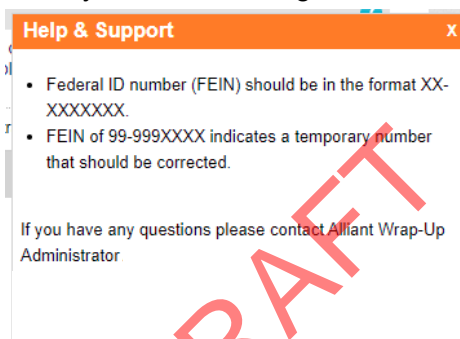 Help & Support
x
• Federal ID number (FEIN) should be in the format XX-
XXXXXXX.
• FEIN of 99-999XXXX indicates a temporary number
that should be corrected.
If you have any questions please contact Alliant Wrap-Up
Administrator
RAFT